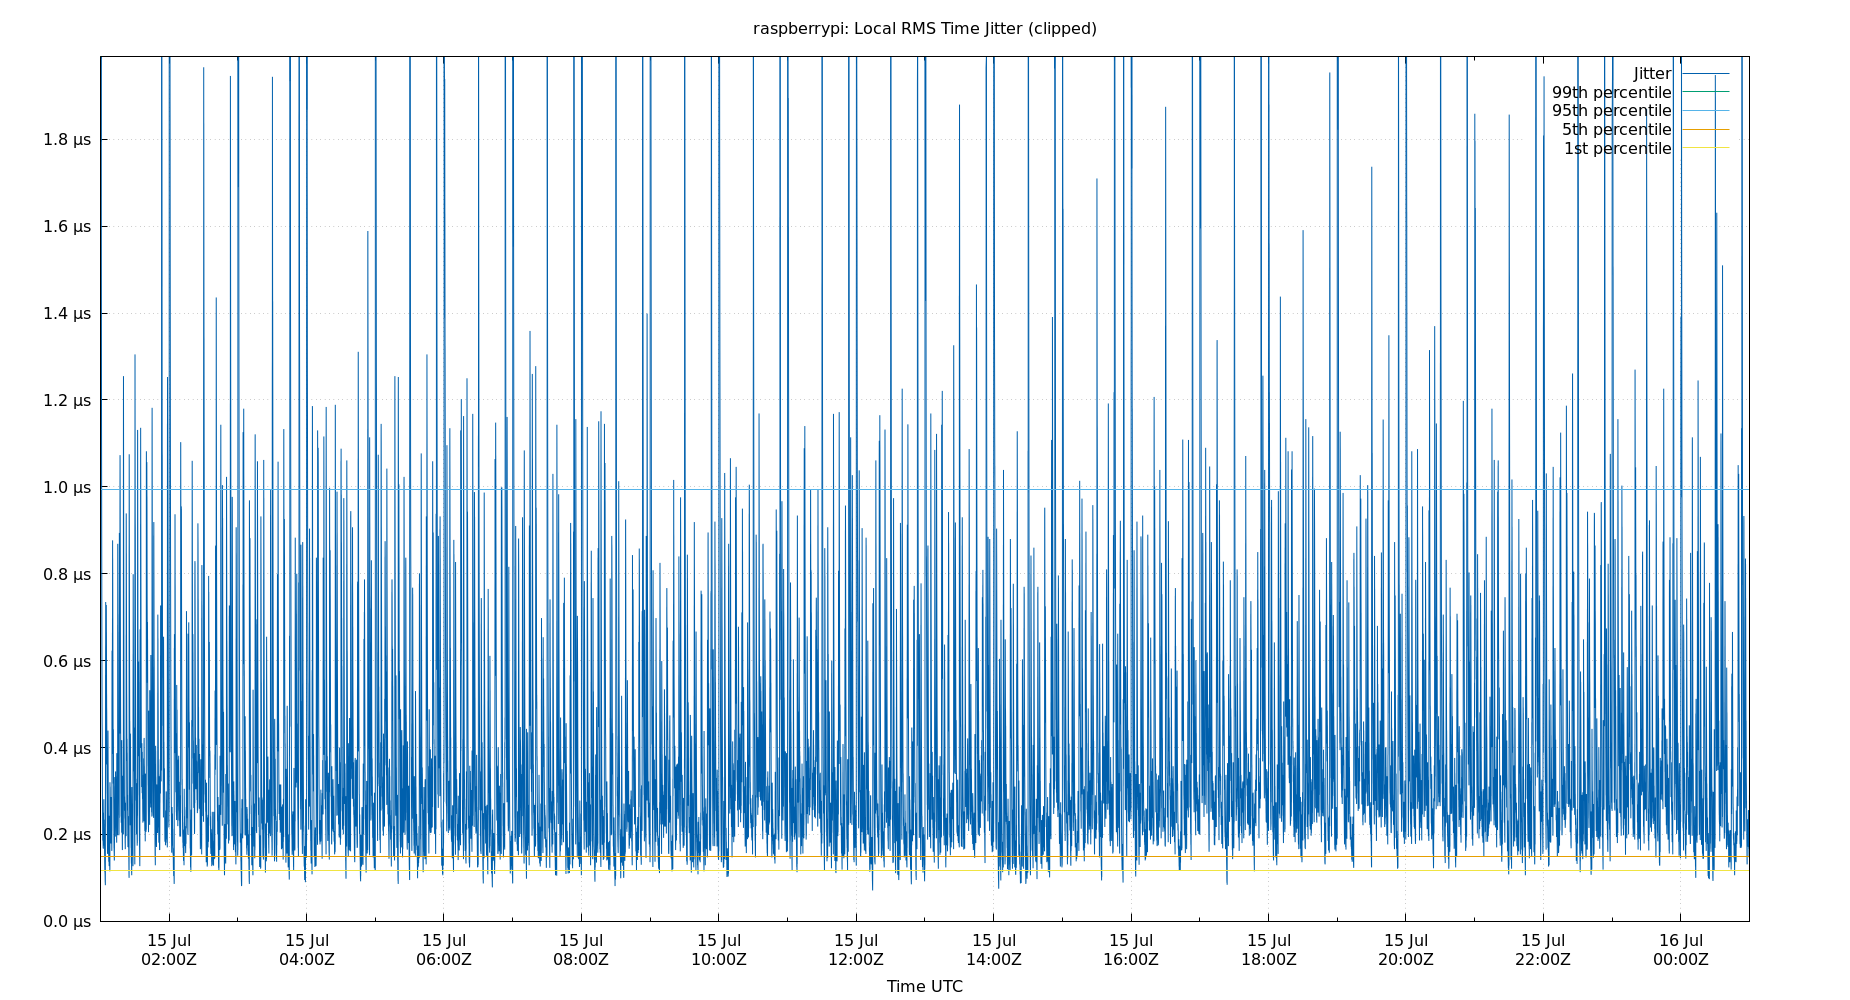 raspberrypi: Local RMS Time Jitter (clipped)
Jitter
99th percentile
95th percentile
5th percentile
1st percentile
1.8 µs
1.6 µs
1.4 µs
1.2 µs
1.0 µs
0.8 µs
0.6 µs
0.4 µs
0.2 µs
0.0 µs
15 Jul 15 Jul 15 Jul 15 Jul 15 Jul 15 Jul 15 Jul 15 Jul 15 Jul 15 Jul 15 Jul 16 Jul
02:00Z 04:00Z 06:00Z 08:00Z 10:00Z 12:00Z 14:00Z 16:00Z 18:00Z 20:00Z 22:00Z 00:00Z
Time UTC